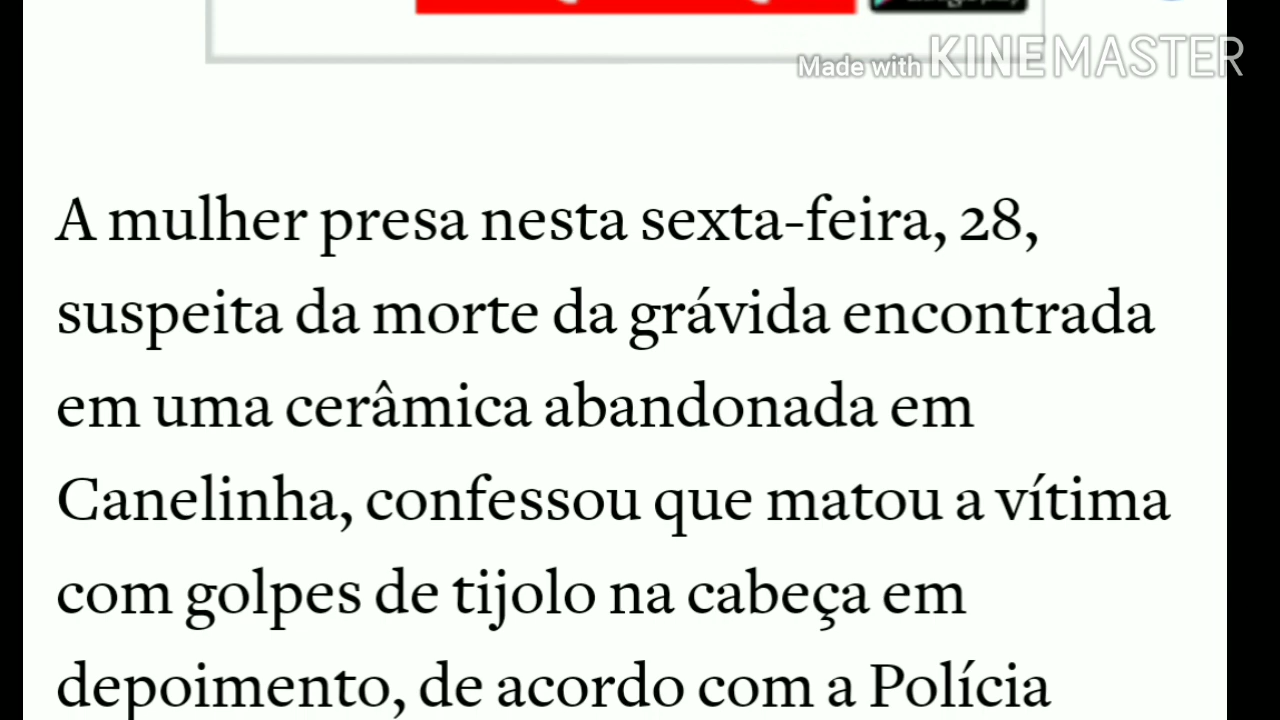 Made with KINEMASTER
A mulher presa nesta sexta-feira, 28,
suspeita da morte da grávida encontrada
em uma cerâmica abandonada em
Canelinha, confessou que matou a vítima
com golpes de tijolo na cabeça em
depoimento, de acordo com a Polícia